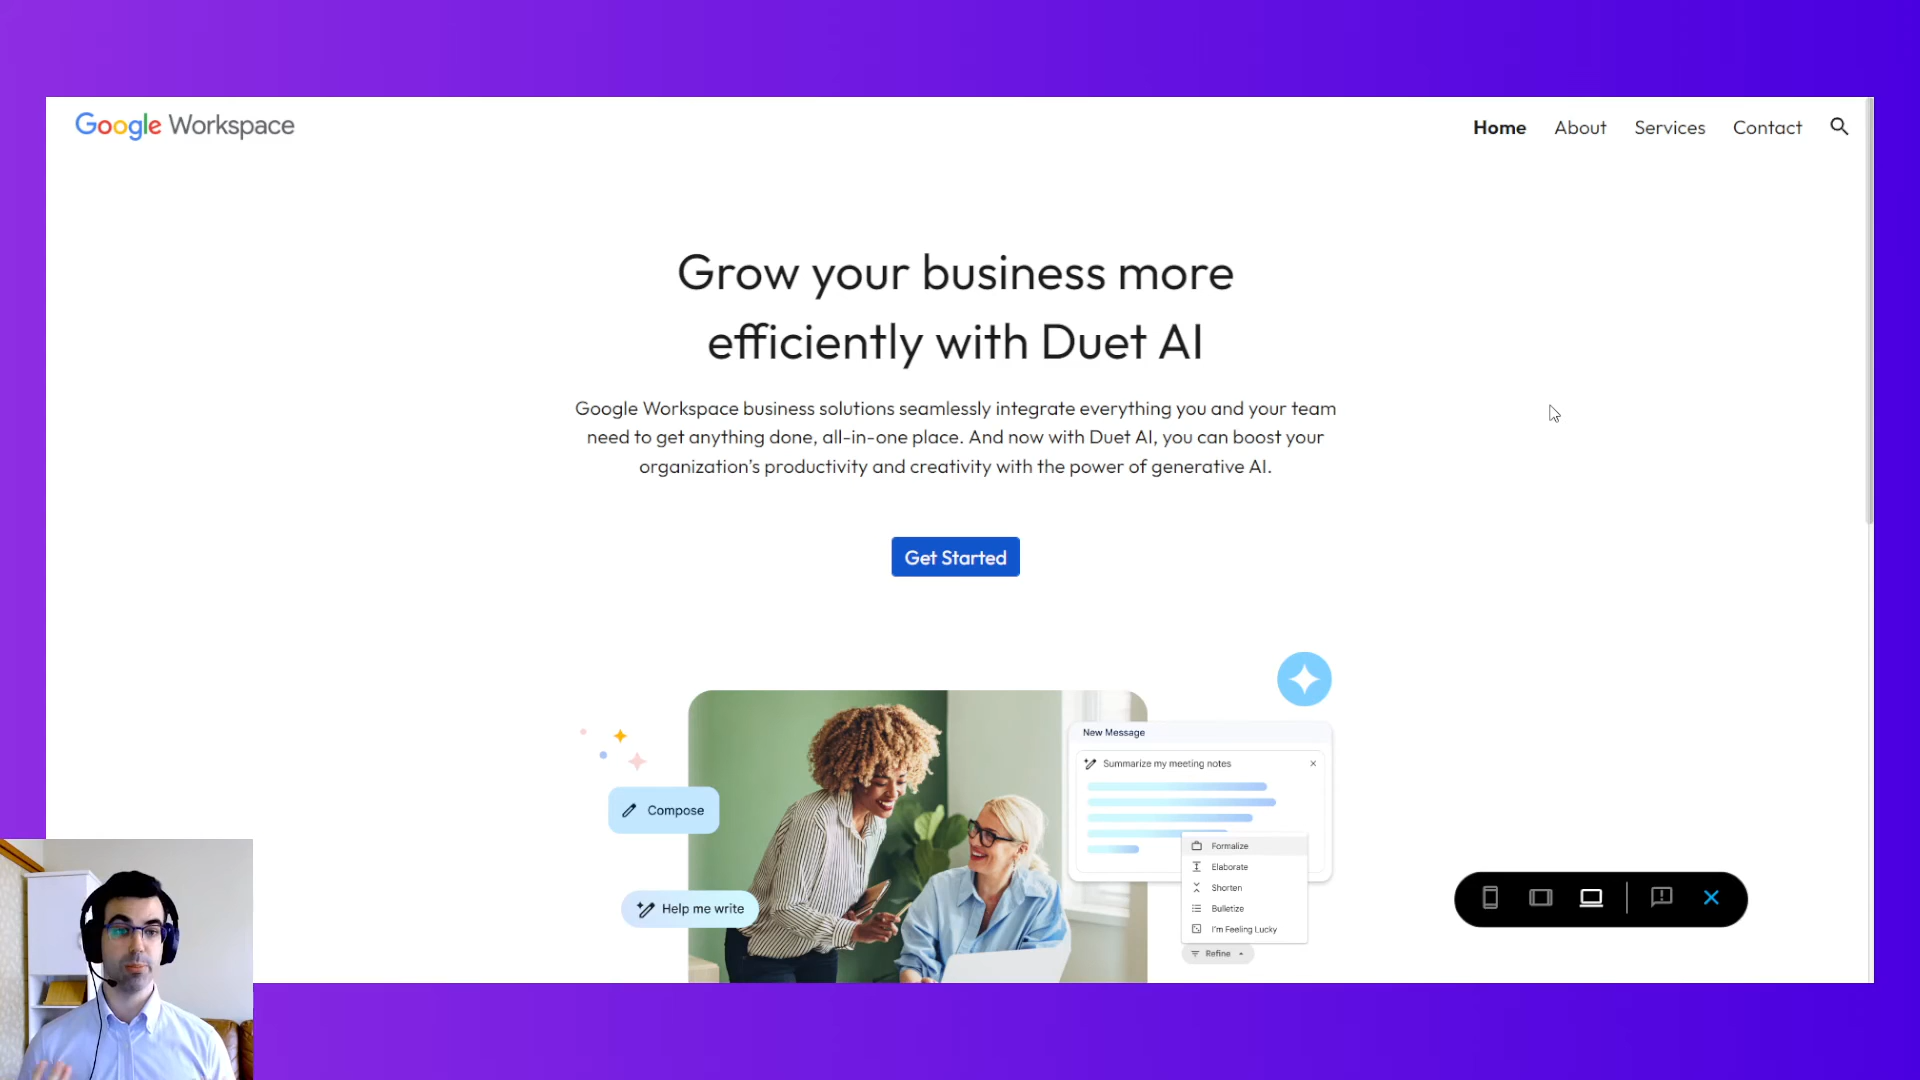 Google Workspace
Home About Services Contact
Grow your business more
efficiently with Duet AI
Google Workspace business solutions seamlessly integrate everything you and your team
need to get anything done, all-in-one place. And now with Duet AI, you can boost your
organization’s productivity and creativity with the power of generative AI.
Get Started
New Message
Summarize my meeting notes
Compose
Formalize
Elaborate
Shorten
Bulletize
Help me write
I'm Feeling Lucky
Refine